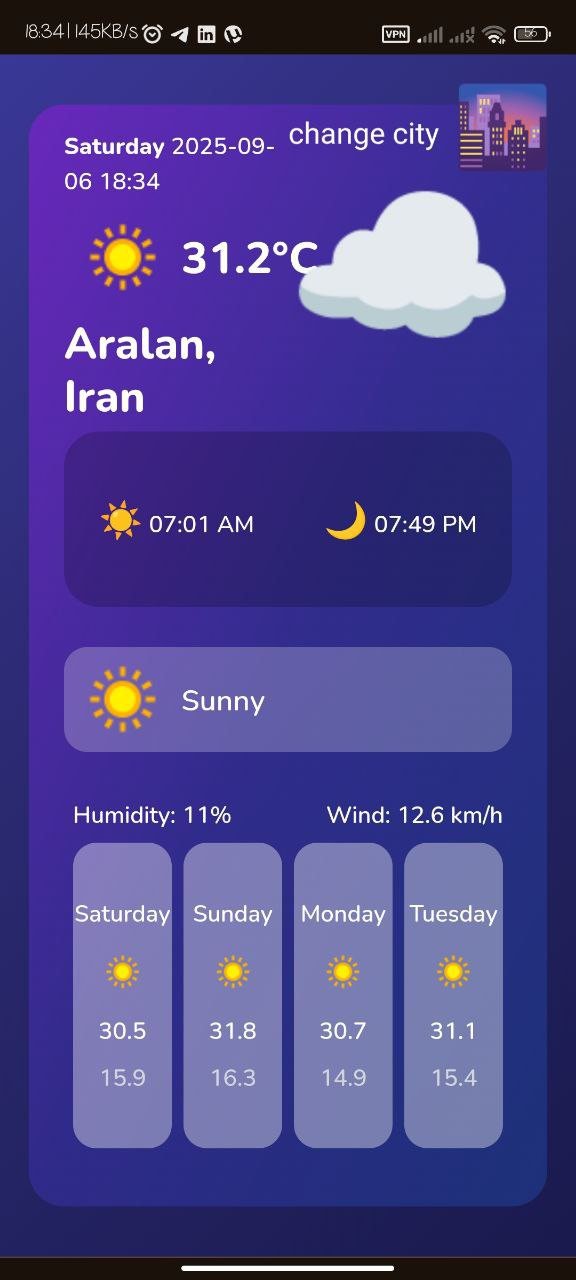 18:34 | 145KB/s
VPN
56
change city
Saturday 2025-09-
06 18:34
31.2°C
Aralan,
Iran
07:01 AM 07:49 PM
Sunny
Humidity: 11% Wind: 12.6 km/h
Saturday Sunday Monday Tuesday
30.5 31.8 30.7 31.1
15.9 16.3 14.9 15.4